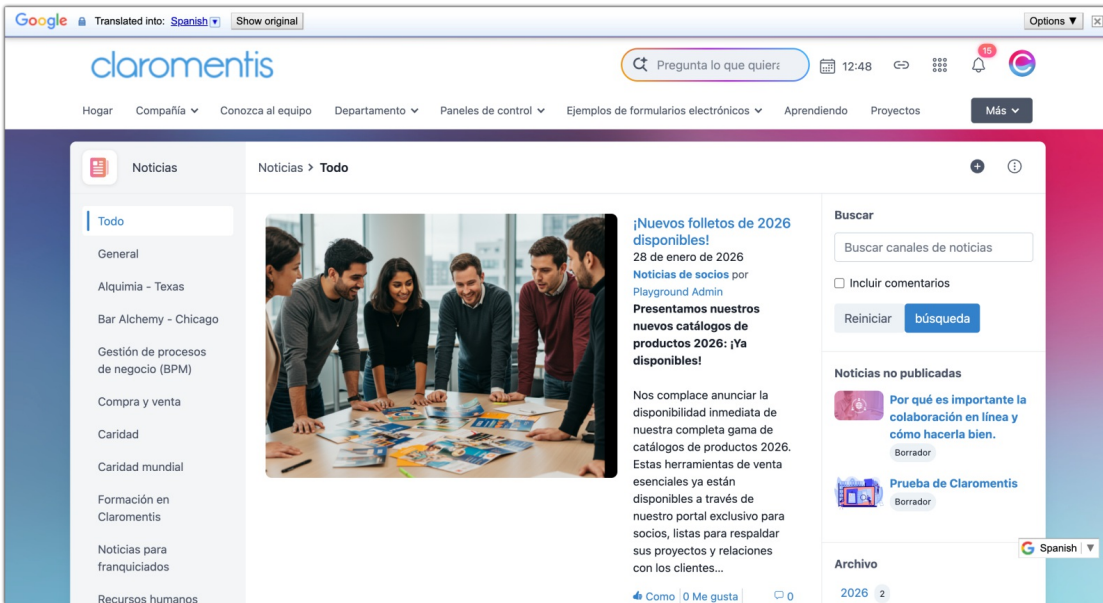 Google Translated into: Spanish Show original Options ▼
claromentis
Pregunta lo que quiera
12:48
15
Hogar Compañía Conozca al equipo Departamento Paneles de control Ejemplos de formularios electrónicos Aprendiendo Proyectos Más
Noticias
Noticias > Todo
Todo
General
Alquimia - Texas
Bar Alchemy - Chicago
Gestión de procesos
de negocio (BPM)
Compra y venta
Caridad
Caridad mundial
Formación en
Claromentis
Noticias para
franquiciados
Recursos humanos
¡Nuevos folletos de 2026
disponibles!
28 de enero de 2026
Noticias de socios por
Playground Admin
Presentamos nuestros
nuevos catálogos de
productos 2026: ¡Ya
disponibles!
Nos complace anunciar la
disponibilidad inmediata de
nuestra completa gama de
catálogos de productos 2026.
Estas herramientas de venta
esenciales ya están
disponibles a través de
nuestro portal exclusivo para
socios, listas para respaldar
sus proyectos y relaciones
con los clientes...
Como 0 Me gusta 0
Buscar
Buscar canales de noticias
Incluir comentarios
Reiniciar búsqueda
Noticias no publicadas
Por qué es importante la
colaboración en línea y
cómo hacerla bien.
Borrador
Prueba de Claromentis
Borrador
G Spanish ▼
Archivo
2026 2